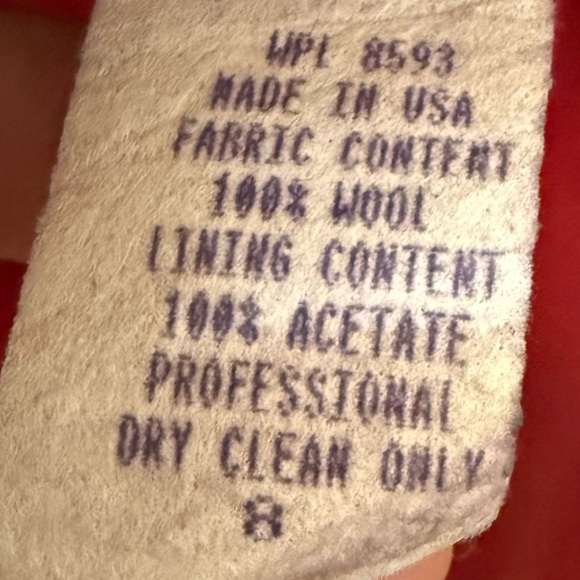 WPL 8593
MADE IN USA
FABRIC CONTENT
100% WOOL
LINING CONTENT
100% ACETATE
PROFESSIONAL
DRY CLEAN ONLY
8